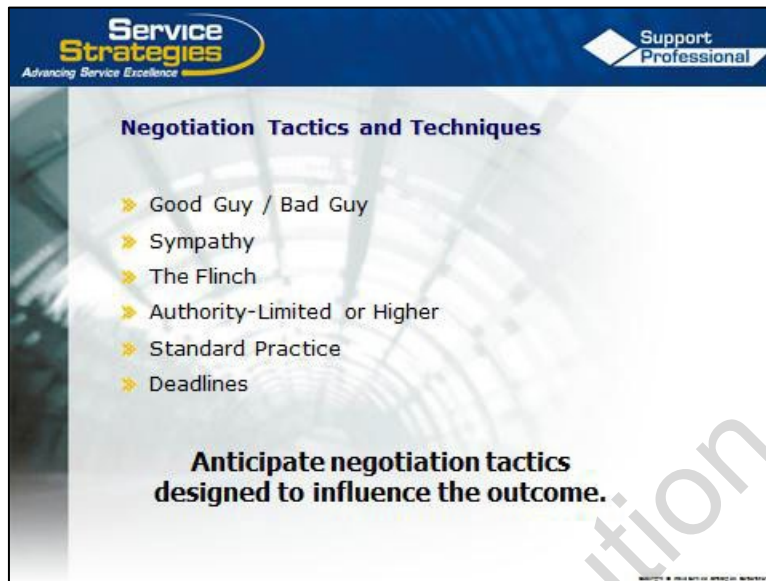 Service
Strategies
Advancing Service Excellence
Support
Professional
Negotiation Tactics and Techniques
Good Guy / Bad Guy
Sympathy
The Flinch
Authority-Limited or Higher
Standard Practice
Deadlines
Anticipate negotiation tactics
designed to influence the outcome.